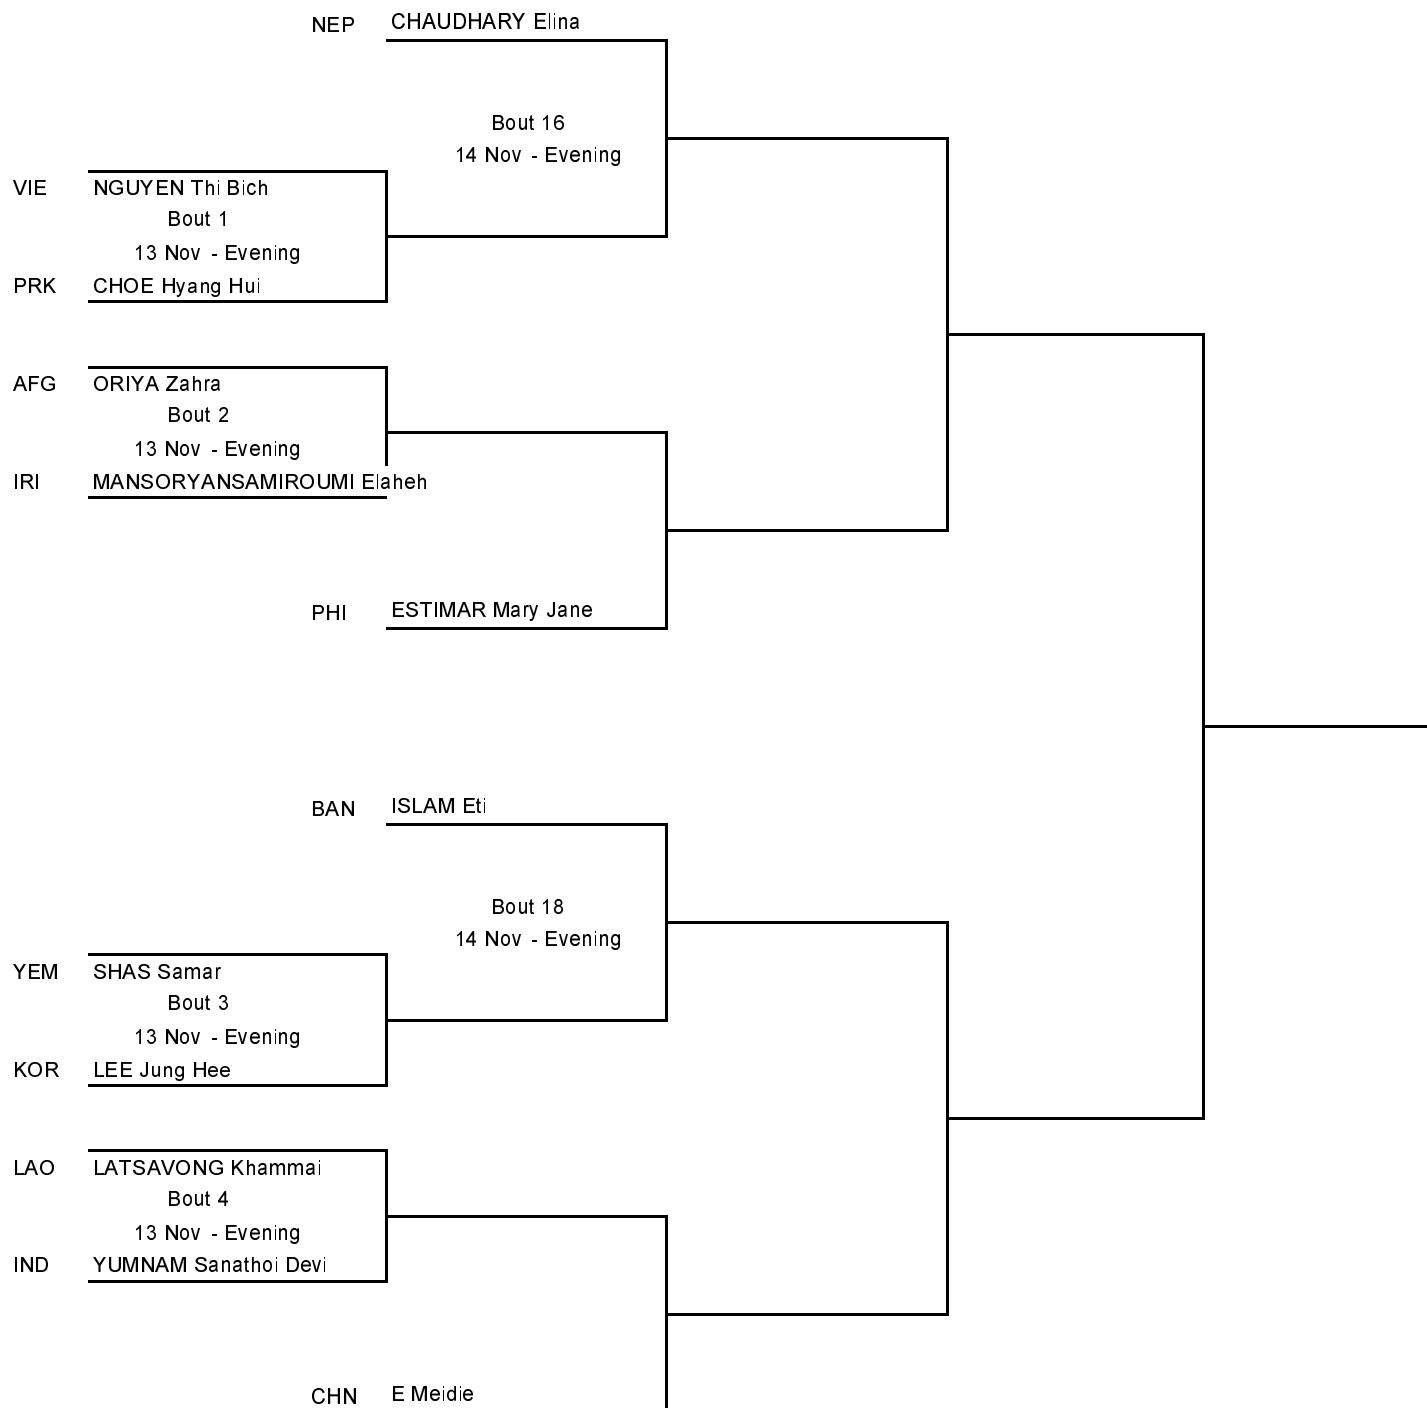 NEP CHAUDHARY Elina
Bout 16
14 Nov - Evening
VIE NGUYEN Thi Bich
Bout 1
13 Nov - Evening
PRK CHOE Hyang Hui
AFG ORIYA Zahra
Bout 2
13 Nov - Evening
IRI MANSORYANSAMIROUMI Elaheh
PHI ESTIMAR Mary Jane
BAN ISLAM Eti
Bout 18
14 Nov - Evening
YEM SHAS Samar
Bout 3
13 Nov - Evening
KOR LEE Jung Hee
LAO LATSAVONG Khammai
Bout 4
13 Nov - Evening
IND YUMNAM Sanathoi Devi
CHN E Meidie